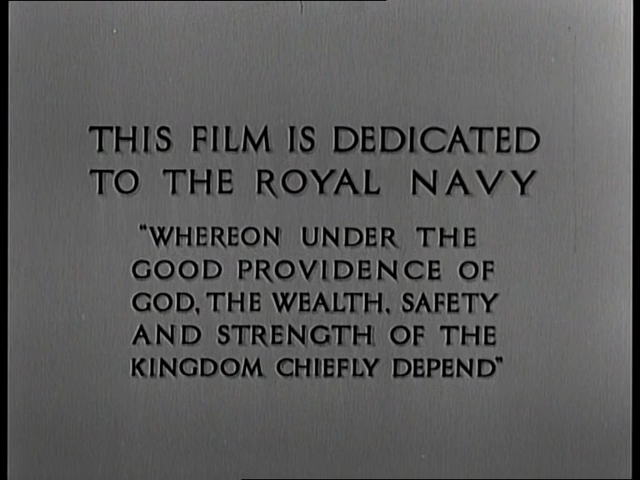 THIS FILM IS DEDICATED
TO THE ROYAL NAVY
"WHEREON UNDER THE
GOOD PROVIDENCE OF
GOD, THE WEALTH, SAFETY
AND STRENGTH OF THE
KINGDOM CHIEFLY DEPEND"